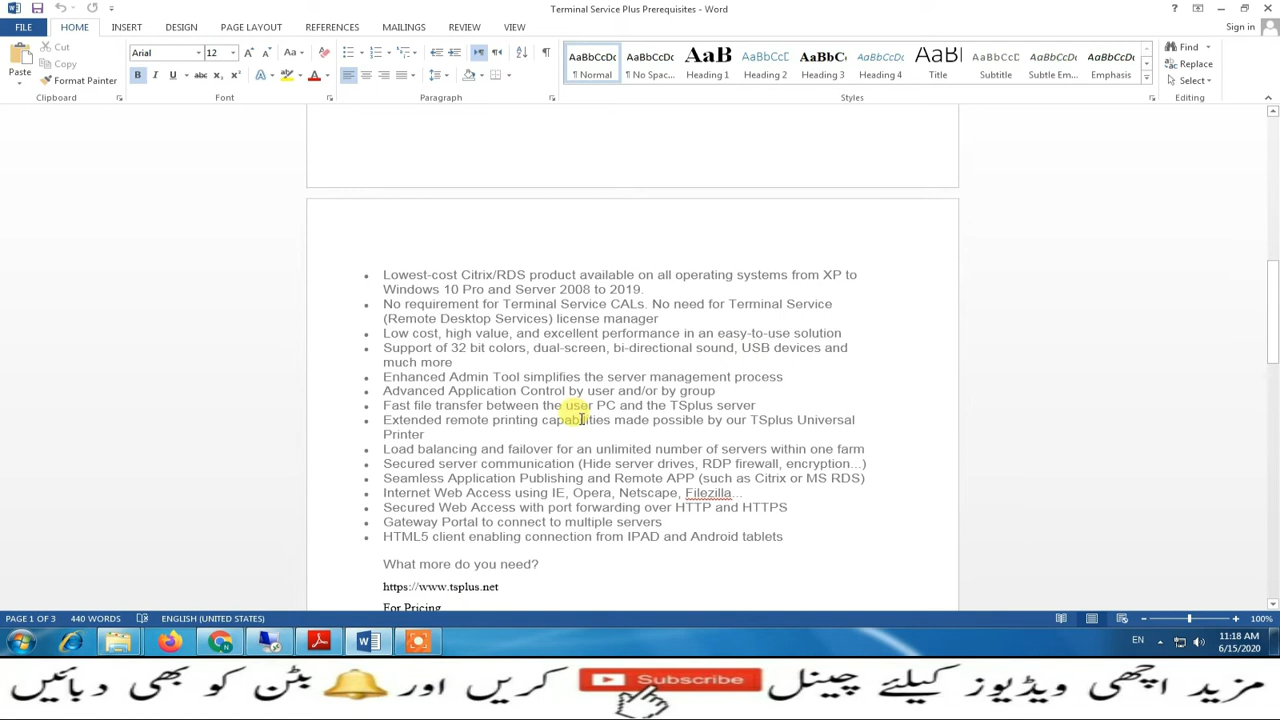 Terminal Service Plus Prerequisites - Word
Sign in
FILE HOME INSERT DESIGN PAGE LAYOUT REFERENCES MAILINGS REVIEW VIEW
Paste
Cut
Copy
Format Painter
Clipboard
Arial 12
Font
Paragraph
AaBbCcDc AaBbCcDc AaB AaBbCc AaBbC AaBbCcDc AaB AaBbCcD AaBbCcDc AaBbCcDc
¶ Normal ¶ No Spac... Heading 1 Heading 2 Heading 3 Heading 4 Title Subtitle Subtle Em... Emphasis
Styles
Find
Replace
Select
Editing
Lowest-cost Citrix/RDS product available on all operating systems from XP to
Windows 10 Pro and Server 2008 to 2019.
No requirement for Terminal Service CALs. No need for Terminal Service
(Remote Desktop Services) license manager
Low cost, high value, and excellent performance in an easy-to-use solution
Support of 32 bit colors, dual-screen, bi-directional sound, USB devices and
much more
Enhanced Admin Tool simplifies the server management process
Advanced Application Control by user and/or by group
Fast file transfer between the user PC and the TSplus server
Extended remote printing capabilities made possible by our TSplus Universal
Printer
Load balancing and failover for an unlimited number of servers within one farm
Secured server communication (Hide server drives, RDP firewall, encryption...)
Seamless Application Publishing and Remote APP (such as Citrix or MS RDS)
Internet Web Access using IE, Opera, Netscape, Filezilla...
Secured Web Access with port forwarding over HTTP and HTTPS
Gateway Portal to connect to multiple servers
HTML5 client enabling connection from IPAD and Android tablets
What more do you need?
https://www.tsplus.net
For Pricing
PAGE 1 OF 3 440 WORDS ENGLISH (UNITED STATES) 100%
EN 11:18 AM
6/15/2020
مزید اچھی ویڈیوز کیلئے چینل Subscribe کریں اور بٹن کو بھی دبائیں